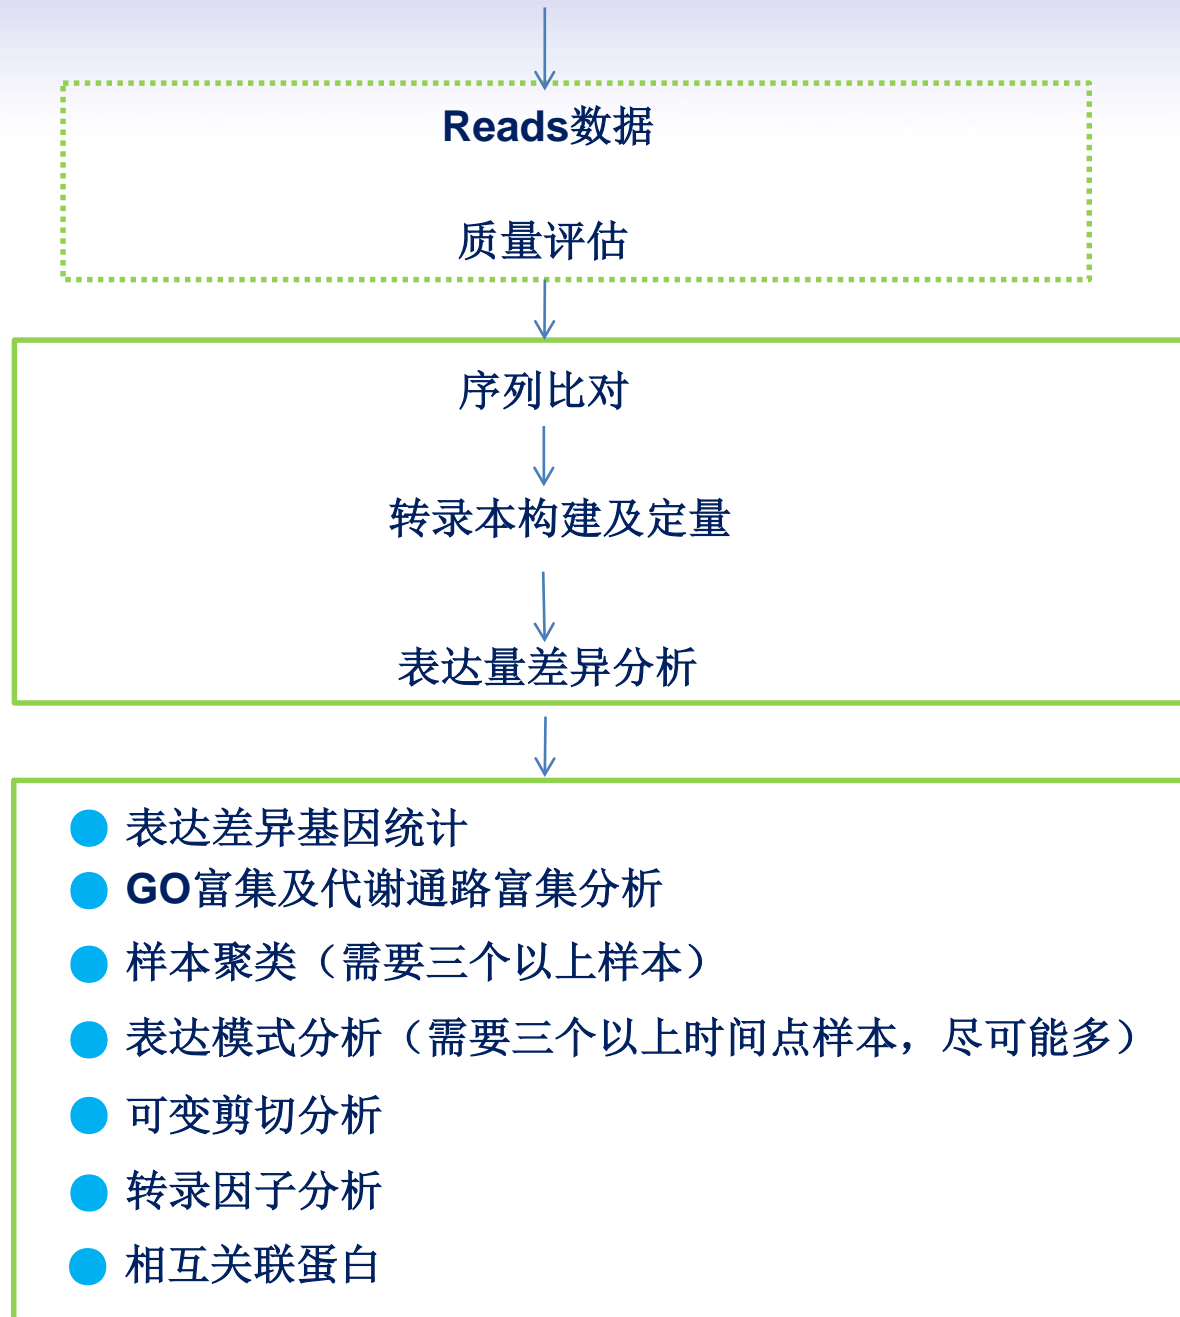 Reads数据
质量评估
序列比对
转录本构建及定量
表达量差异分析
表达差异基因统计
GO富集及代谢通路富集分析
样本聚类（需要三个以上样本）
表达模式分析（需要三个以上时间点样本，尽可能多）
可变剪切分析
转录因子分析
相互关联蛋白